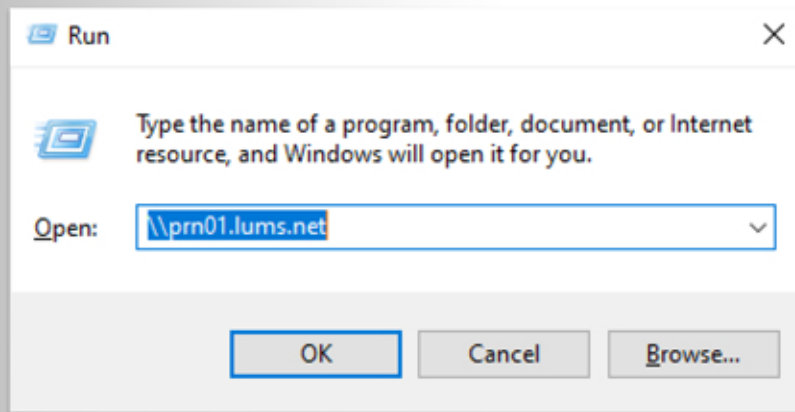 Run
Type the name of a program, folder, document, or Internet
resource, and Windows will open it for you.
Open: \\prn01.lums.net
OK Cancel Browse...